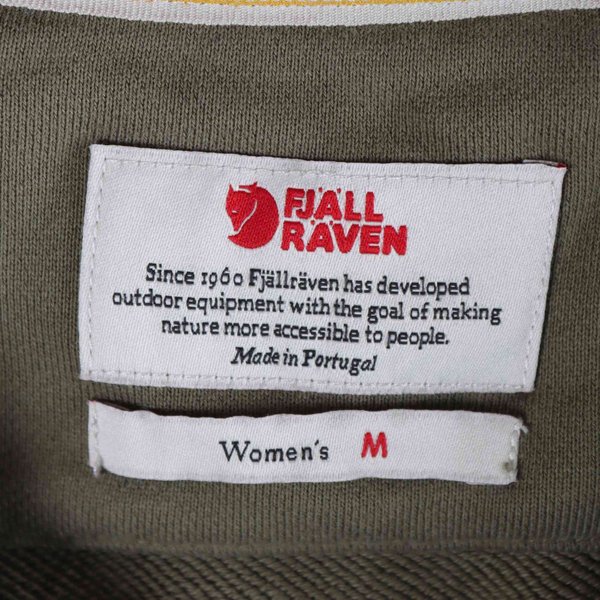 FJÄLL
RÄVEN
Since 1960 Fjällräven has developed
outdoor equipment with the goal of making
nature more accessible to people.
Made in Portugal
Women's M